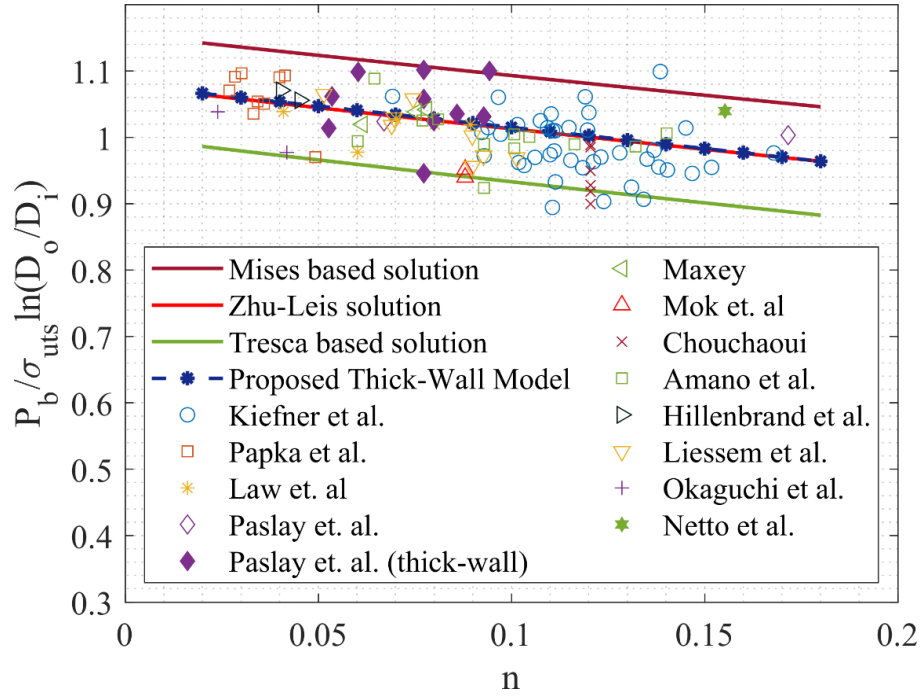 P_b/σ_uts ln(D_o/D_i)
1.1
1
0.9
0.8
0.7
0.6
0.5
0.4
0.3
Mises based solution
Zhu-Leis solution
Tresca based solution
Proposed Thick-Wall Model
Kiefner et al.
Papka et al.
Law et. al
Paslay et. al.
Paslay et. al. (thick-wall)
Maxey
Mok et. al
Chouchaoui
Amano et al.
Hillenbrand et al.
Liessem et al.
Okaguchi et al.
Netto et al.
0
0.05
0.1
0.15
0.2
n